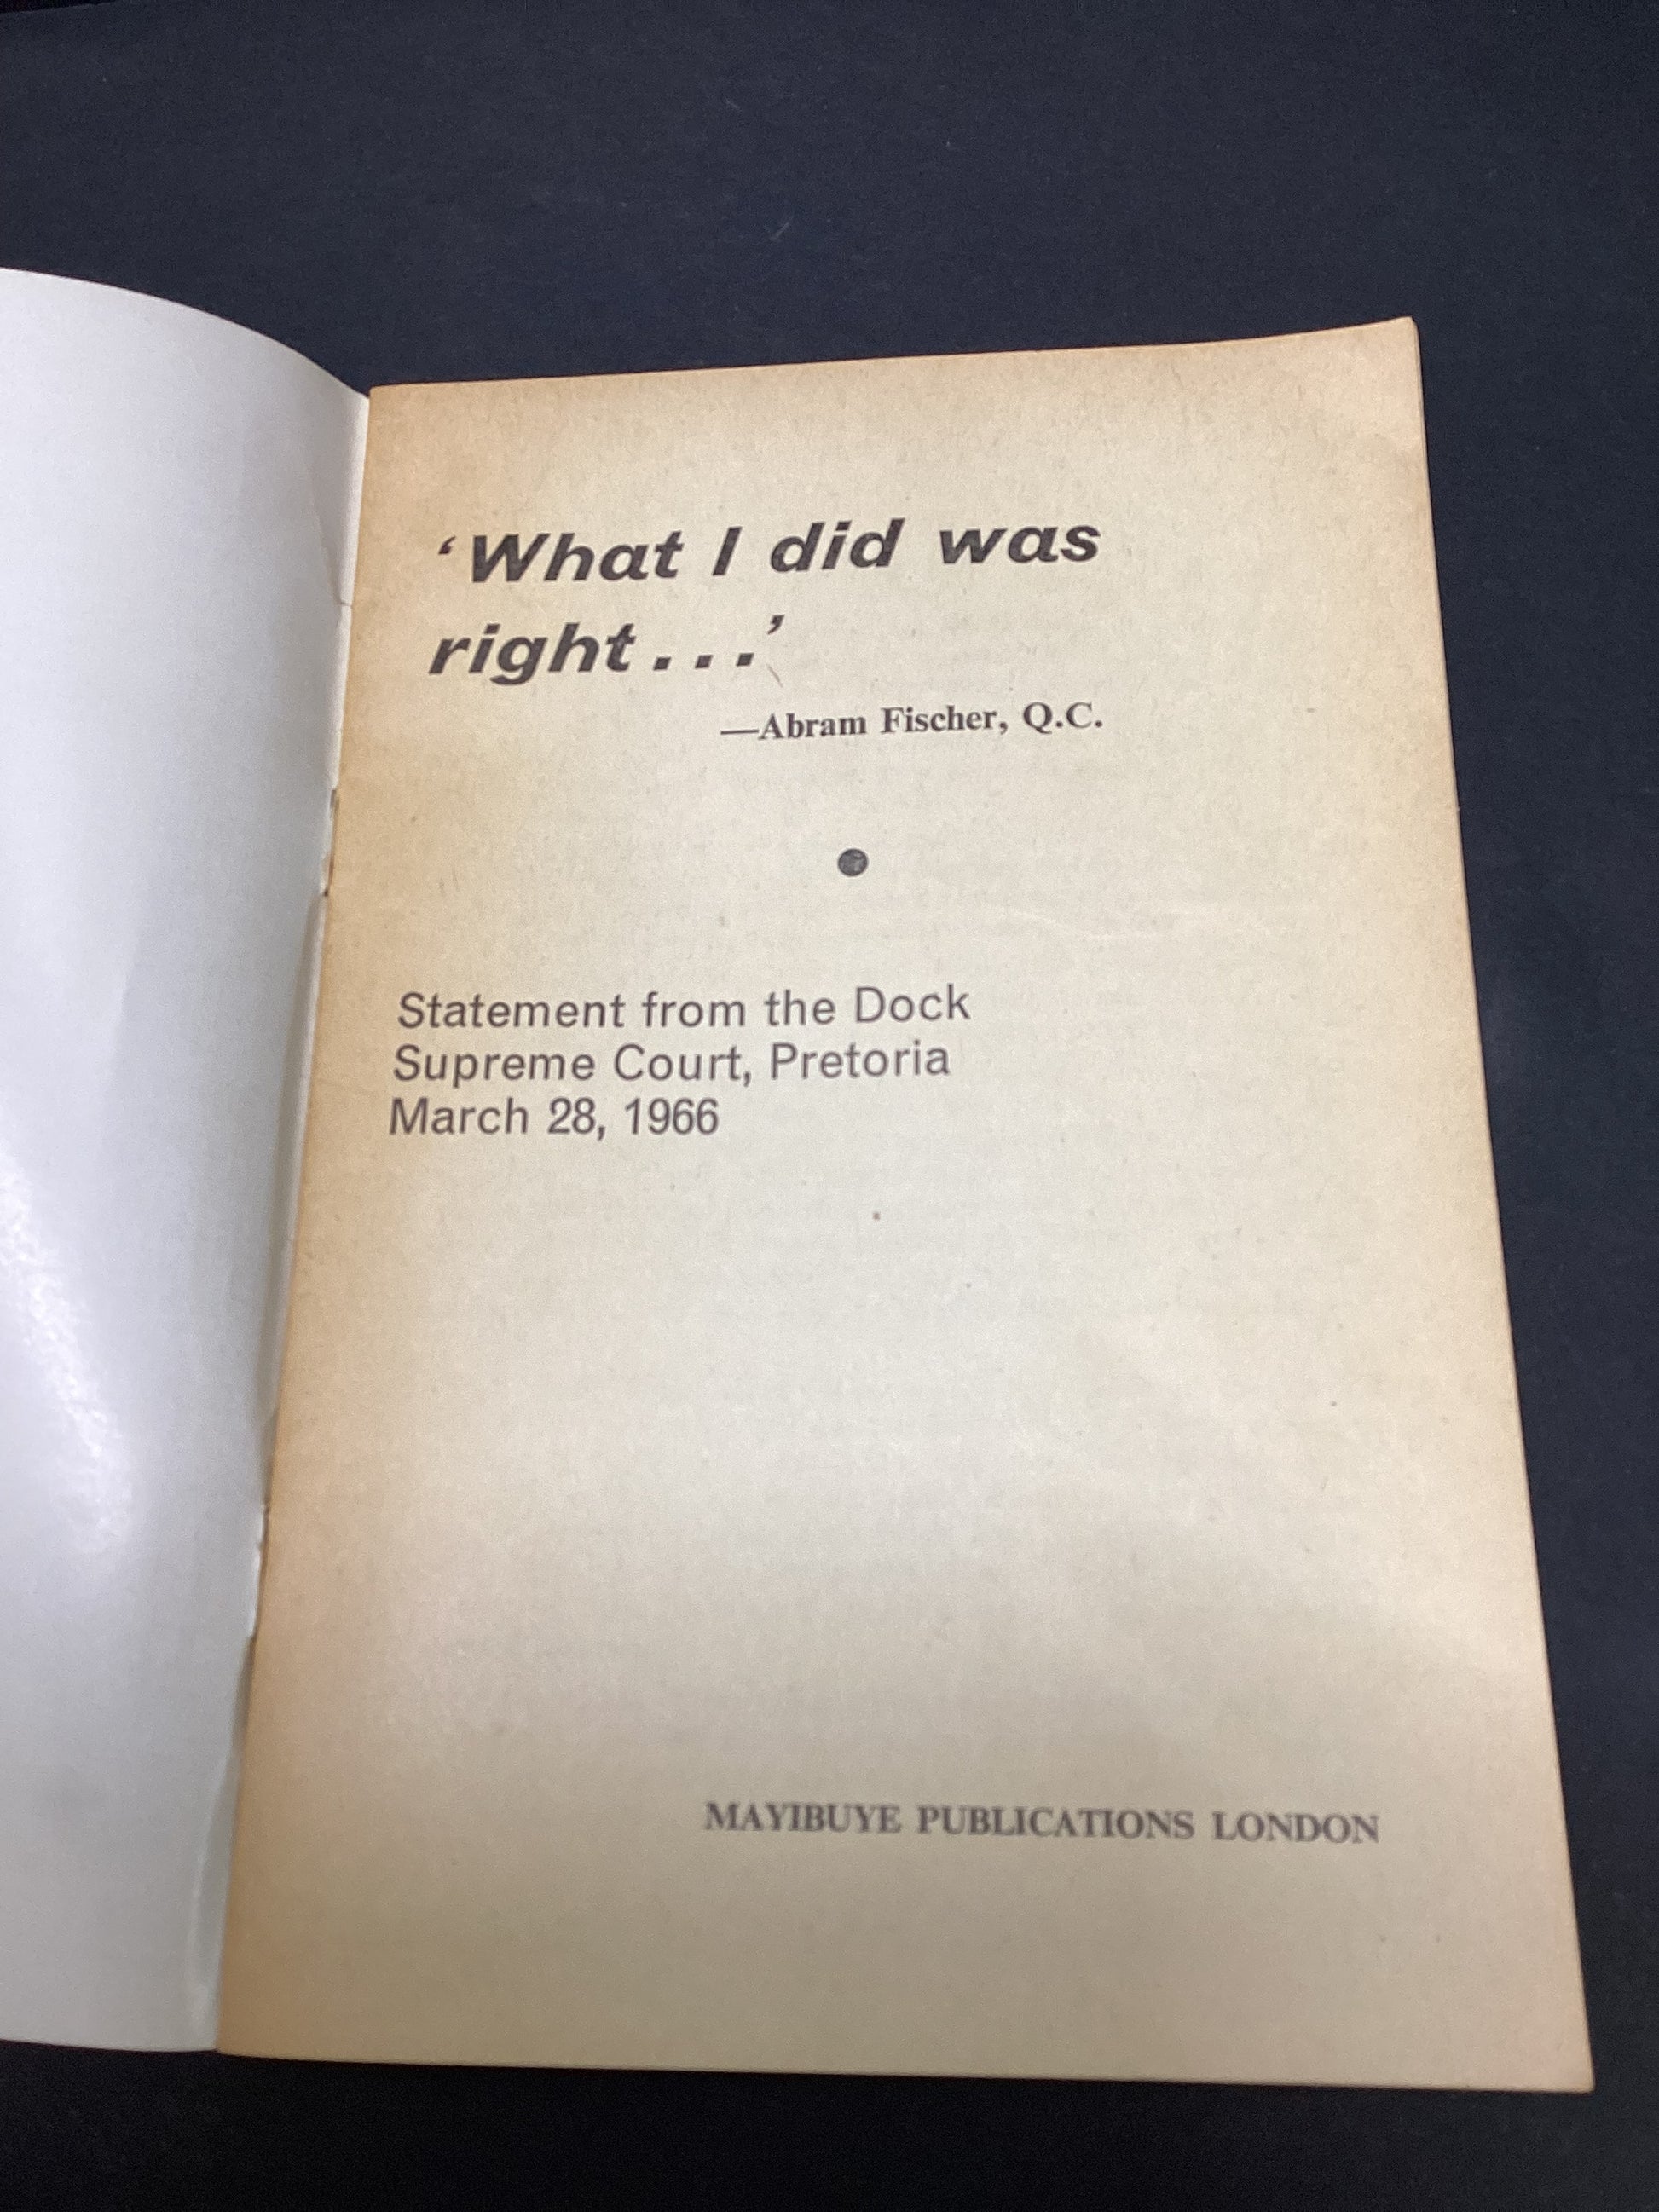 ‘What I did was
right...’
—Abram Fischer, Q.C.
Statement from the Dock
Supreme Court, Pretoria
March 28, 1966
MAYIBUYE PUBLICATIONS LONDON